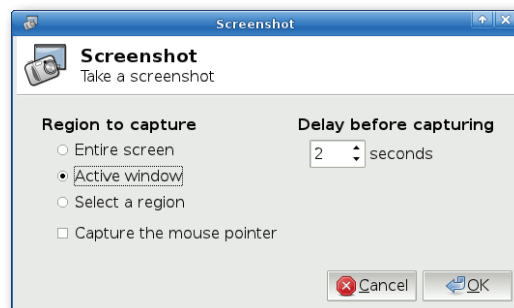 Screenshot
Screenshot
Take a screenshot
Region to capture
Entire screen
Active window
Select a region
Capture the mouse pointer
Delay before capturing
2 seconds
Cancel
OK